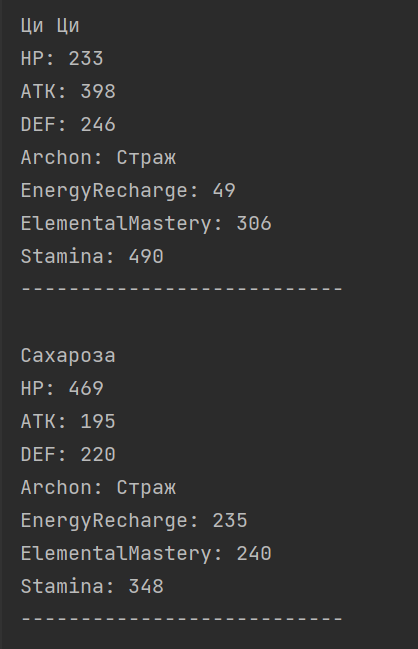 Ци Ци
HP: 233
ATK: 398
DEF: 246
Archon: Страж
EnergyRecharge: 49
ElementalMastery: 306
Stamina: 490
---------------------------
Сахароза
HP: 469
ATK: 195
DEF: 220
Archon: Страж
EnergyRecharge: 235
ElementalMastery: 240
Stamina: 348
---------------------------